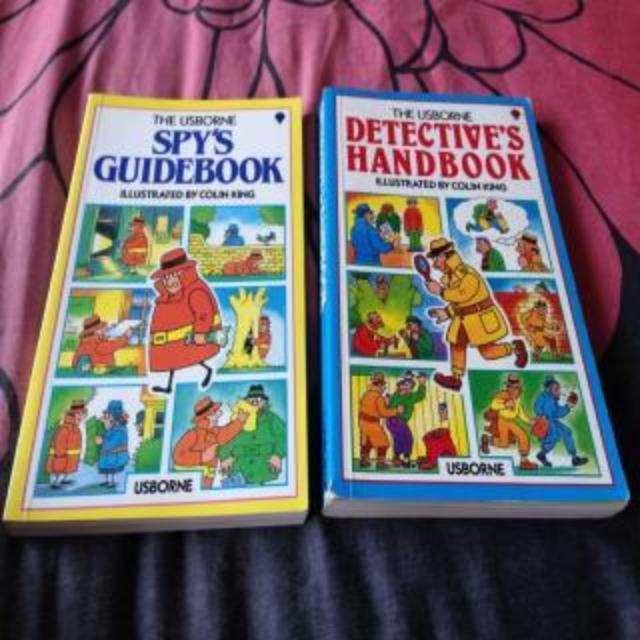 THE USBORNE
SPY'S
GUIDEBOOK
ILLUSTRATED BY COLIN KING
USBORNE
THE USBORNE
DETECTIVE'S
HANDBOOK
ILLUSTRATED BY COLIN KING
USBORNE